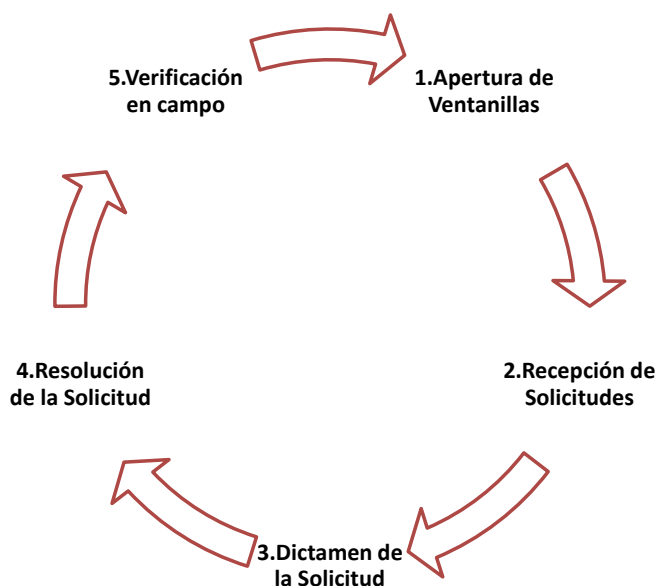 1.Apertura de
Ventanillas
2.Recepción de
Solicitudes
3.Dictamen de
la Solicitud
4.Resolución
de la Solicitud
5.Verificación
en campo